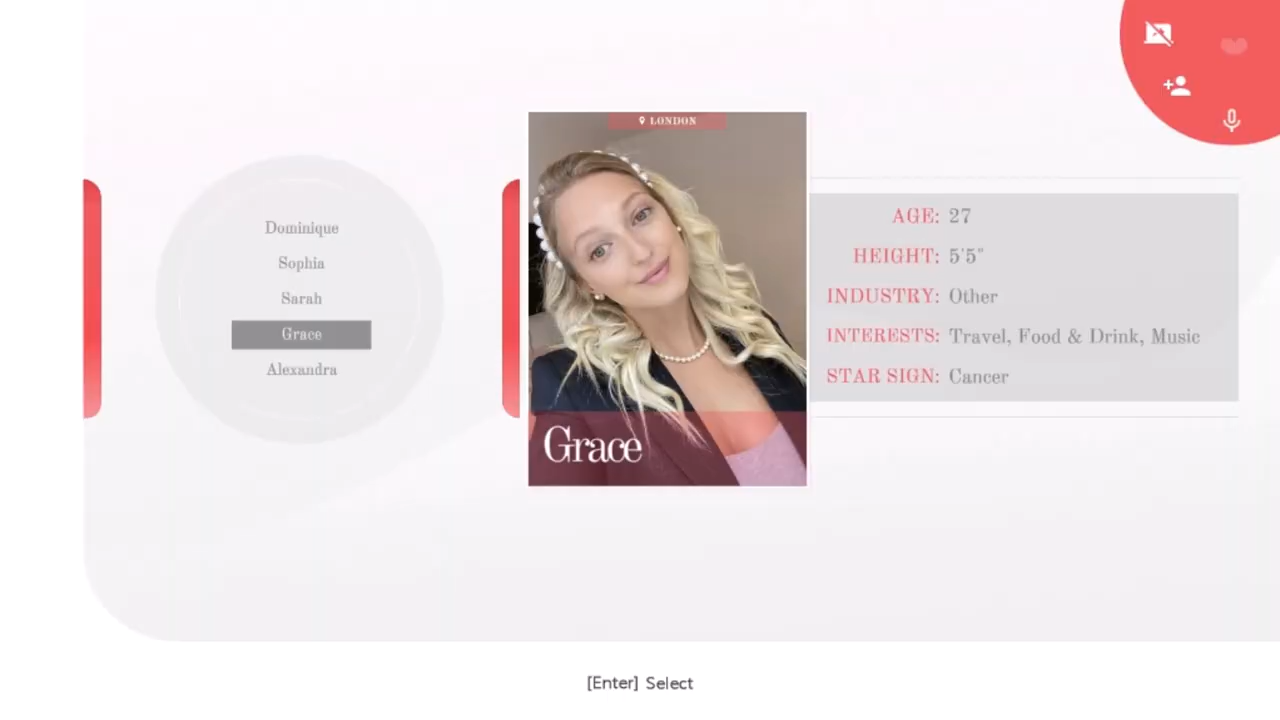 LONDON
Dominique
Sophia
Sarah
Grace
Alexandra
Grace
AGE: 27
HEIGHT: 5'5"
INDUSTRY: Other
INTERESTS: Travel, Food & Drink, Music
STAR SIGN: Cancer
[Enter] Select